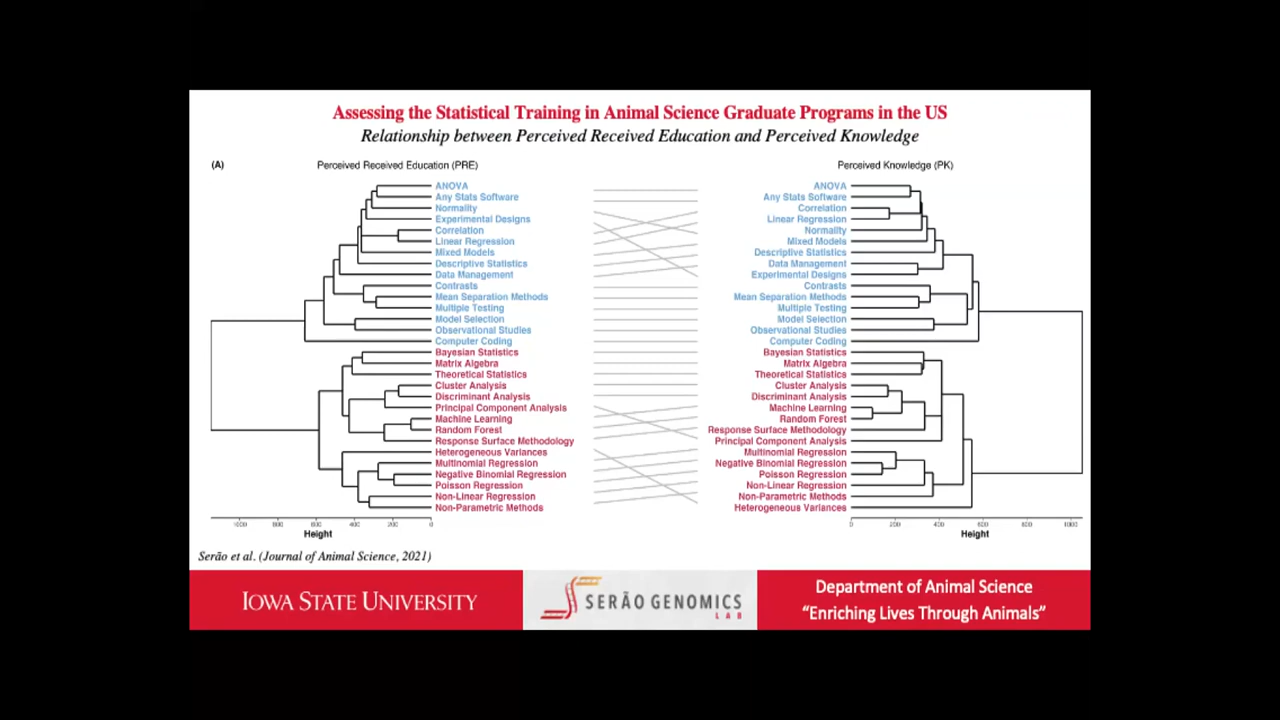 Assessing the Statistical Training in Animal Science Graduate Programs in the US
Relationship between Perceived Received Education and Perceived Knowledge
(A)
Perceived Received Education (PRE)
ANOVA
Any Stats Software
Normality
Experimental Designs
Correlation
Linear Regression
Mixed Models
Descriptive Statistics
Data Management
Contrasts
Mean Separation Methods
Multiple Testing
Model Selection
Observational Studies
Computer Coding
Bayesian Statistics
Matrix Algebra
Theoretical Statistics
Cluster Analysis
Discriminant Analysis
Principal Component Analysis
Machine Learning
Random Forest
Response Surface Methodology
Heterogeneous Variances
Multinomial Regression
Negative Binomial Regression
Poisson Regression
Non-Linear Regression
Non-Parametric Methods
1000 800 600 400 200 0
Height
Perceived Knowledge (PK)
ANOVA
Any Stats Software
Correlation
Linear Regression
Normality
Mixed Models
Descriptive Statistics
Data Management
Experimental Designs
Contrasts
Mean Separation Methods
Multiple Testing
Model Selection
Observational Studies
Computer Coding
Bayesian Statistics
Matrix Algebra
Theoretical Statistics
Cluster Analysis
Discriminant Analysis
Machine Learning
Random Forest
Response Surface Methodology
Principal Component Analysis
Multinomial Regression
Negative Binomial Regression
Poisson Regression
Non-Linear Regression
Non-Parametric Methods
Heterogeneous Variances
0 200 400 600 800 1000
Height
Serão et al. (Journal of Animal Science, 2021)
IOWA STATE UNIVERSITY
SERÃO GENOMICS
LAB
Department of Animal Science
“Enriching Lives Through Animals”